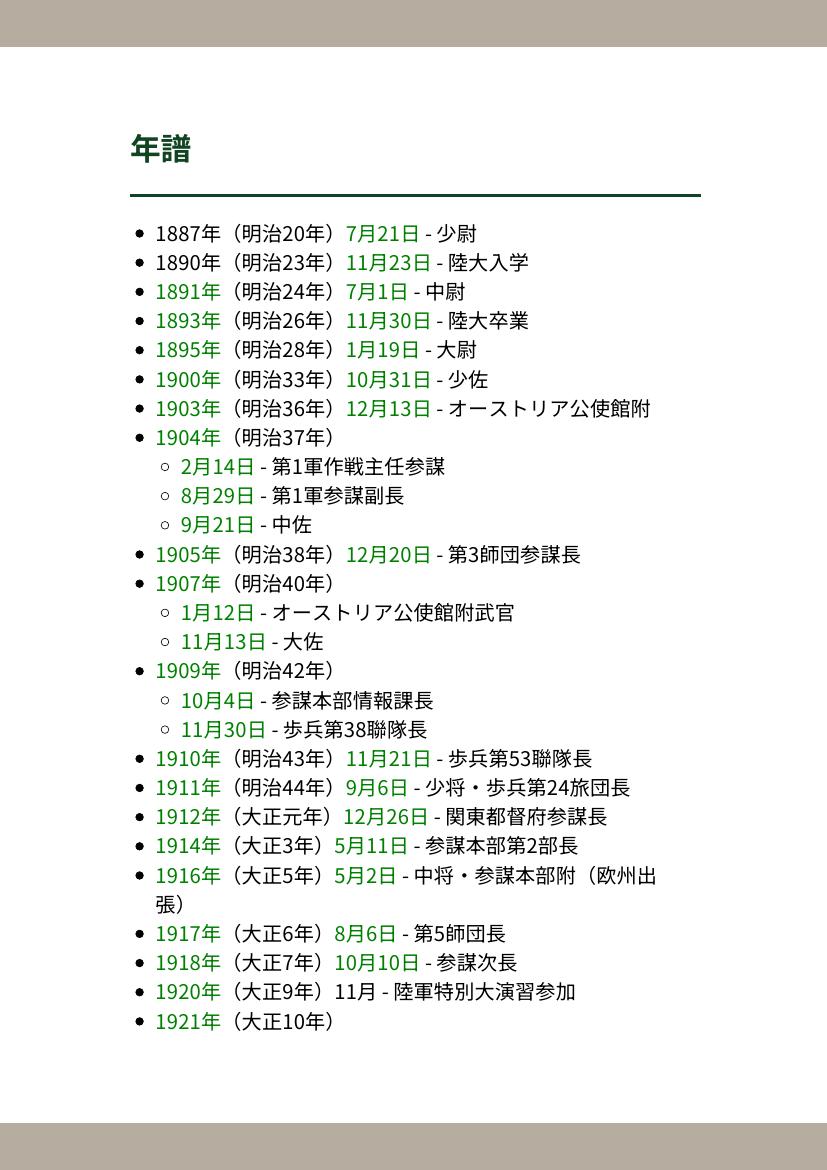 年譜
1887年（明治20年）7月21日 - 少尉
1890年（明治23年）11月23日 - 陸大入学
1891年（明治24年）7月1日 - 中尉
1893年（明治26年）11月30日 - 陸大卒業
1895年（明治28年）1月19日 - 大尉
1900年（明治33年）10月31日 - 少佐
1903年（明治36年）12月13日 - オーストリア公使館附
1904年（明治37年）
2月14日 - 第1軍作戦主任参謀
8月29日 - 第1軍参謀副長
9月21日 - 中佐
1905年（明治38年）12月20日 - 第3師団参謀長
1907年（明治40年）
1月12日 - オーストリア公使館附武官
11月13日 - 大佐
1909年（明治42年）
10月4日 - 参謀本部情報課長
11月30日 - 歩兵第38聯隊長
1910年（明治43年）11月21日 - 歩兵第53聯隊長
1911年（明治44年）9月6日 - 少将・歩兵第24旅団長
1912年（大正元年）12月26日 - 関東都督府参謀長
1914年（大正3年）5月11日 - 参謀本部第2部長
1916年（大正5年）5月2日 - 中将・参謀本部附（欧州出
張）
1917年（大正6年）8月6日 - 第5師団長
1918年（大正7年）10月10日 - 参謀次長
1920年（大正9年）11月 - 陸軍特別大演習参加
1921年（大正10年）